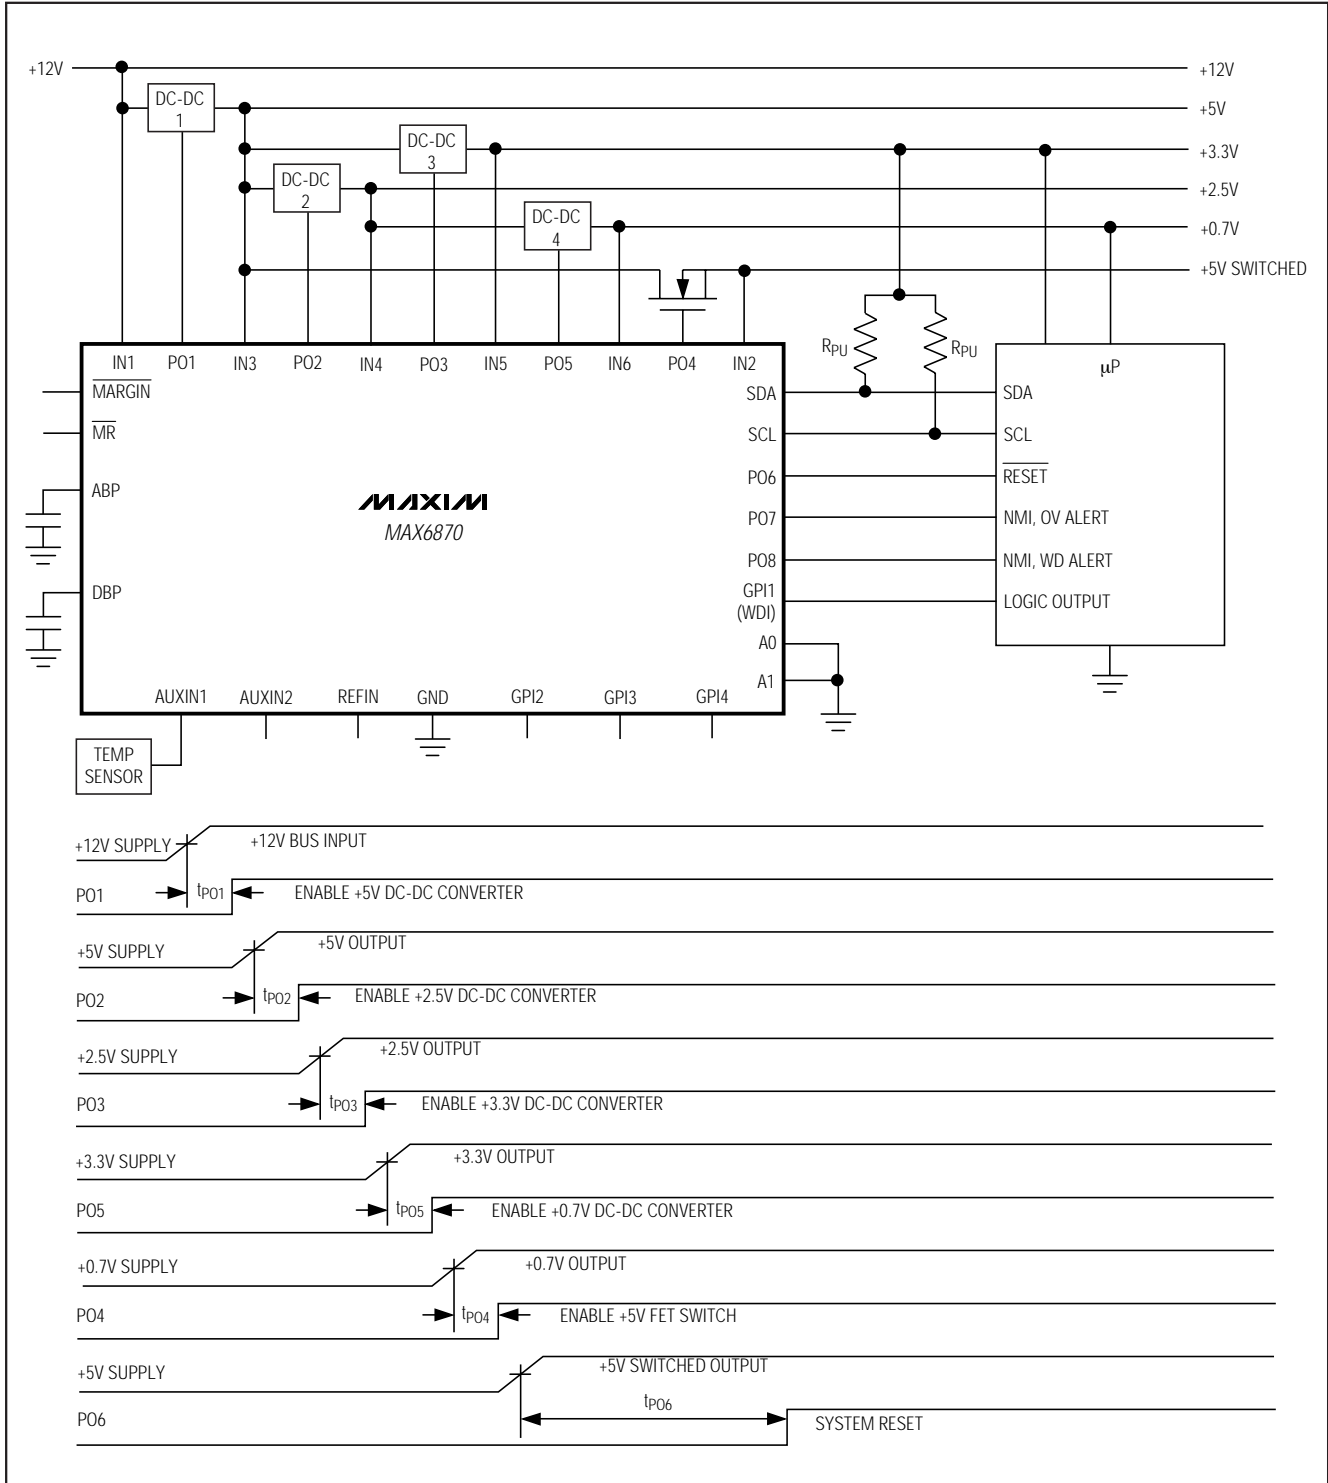 +12V
+12V
DC-DC
1
+5V
DC-DC
3
+3.3V
DC-DC
2
+2.5V
DC-DC
4
+0.7V
+5V SWITCHED
RPU
RPU
IN1 PO1 IN3 PO2 IN4 PO3 IN5 PO5 IN6 PO4 IN2
MARGIN
MR
ABP
DBP
MAXIM
MAX6870
SDA
SCL
PO6
PO7
PO8
GPI1
(WDI)
A0
A1
µP
SDA
SCL
RESET
NMI, OV ALERT
NMI, WD ALERT
LOGIC OUTPUT
AUXIN1 AUXIN2 REFIN GND GPI2 GPI3 GPI4
TEMP
SENSOR
+12V SUPPLY +12V BUS INPUT
PO1 tPO1 ENABLE +5V DC-DC CONVERTER
+5V SUPPLY +5V OUTPUT
PO2 tPO2 ENABLE +2.5V DC-DC CONVERTER
+2.5V SUPPLY +2.5V OUTPUT
PO3 tPO3 ENABLE +3.3V DC-DC CONVERTER
+3.3V SUPPLY +3.3V OUTPUT
PO5 tPO5 ENABLE +0.7V DC-DC CONVERTER
+0.7V SUPPLY +0.7V OUTPUT
PO4 tPO4 ENABLE +5V FET SWITCH
+5V SUPPLY +5V SWITCHED OUTPUT
PO6 tPO6 SYSTEM RESET